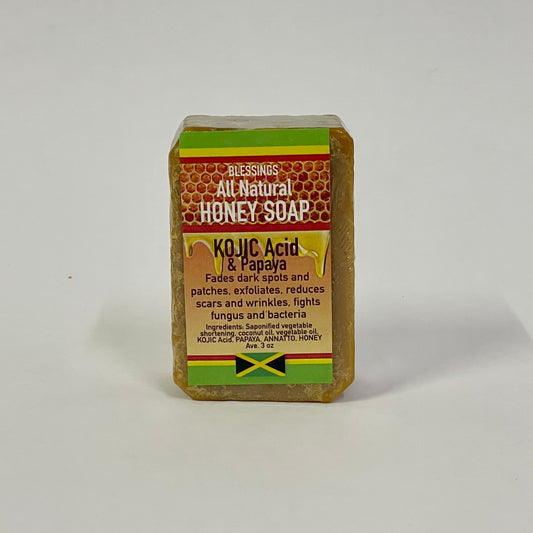 BLESSINGS
All Natural
HONEY SOAP
KOJIC Acid
& Papaya
Fades dark spots and
patches, exfoliates, reduces
scars and wrinkles, fights
fungus and bacteria
Ingredients: Saponified vegetable
shortening, coconut oil, vegetable oil,
KOJIC Acid, PAPAYA, ANNATTO, HONEY
Ave. 3 oz